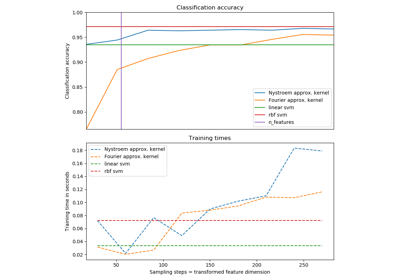 Classification accuracy
1.00
0.95
0.90
0.85
0.80
Classification accuracy
Nystroem approx. kernel
Fourier approx. kernel
linear svm
rbf svm
n_features
Training times
0.18
0.16
0.14
0.12
0.10
0.08
0.06
0.04
0.02
Training time in seconds
Nystroem approx. kernel
Fourier approx. kernel
linear svm
rbf svm
50
100
150
200
250
Sampling steps = transformed feature dimension